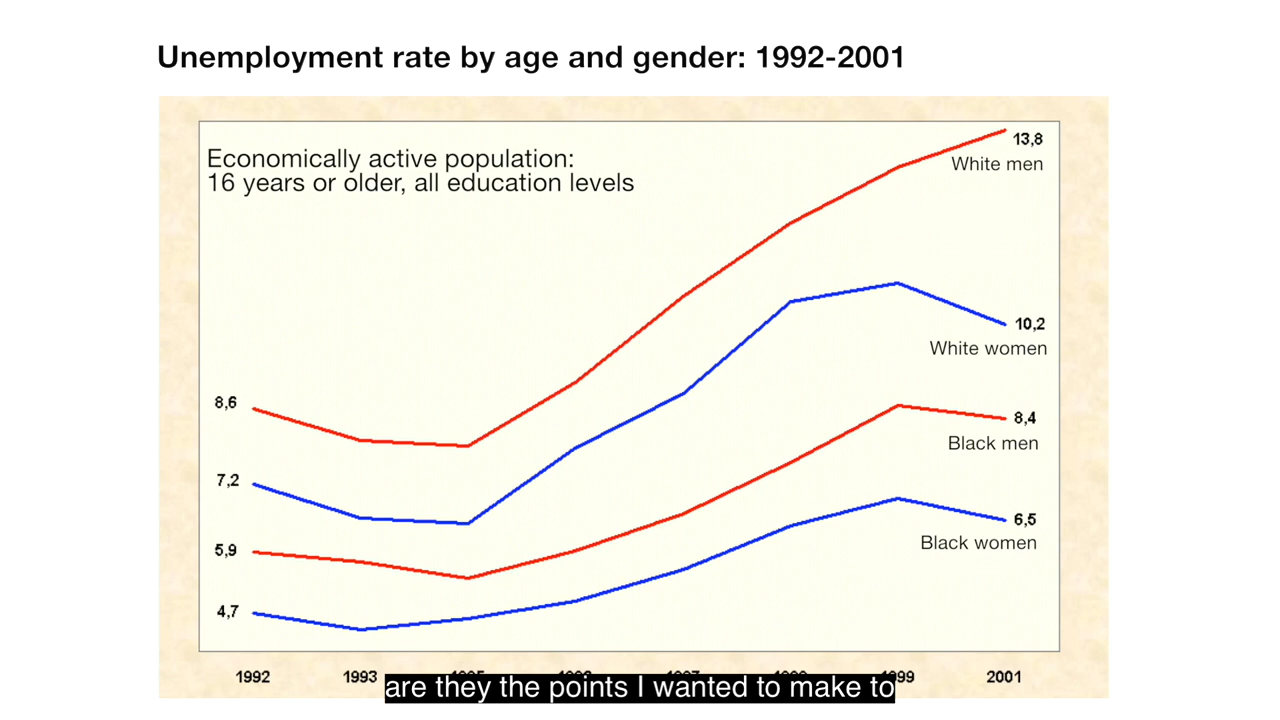 Unemployment rate by age and gender: 1992-2001
Economically active population:
16 years or older, all education levels
13,8
White men
10,2
White women
8,6
8,4
Black men
7,2
6,5
Black women
5,9
4,7
1992 1993 2001
are they the points I wanted to make to